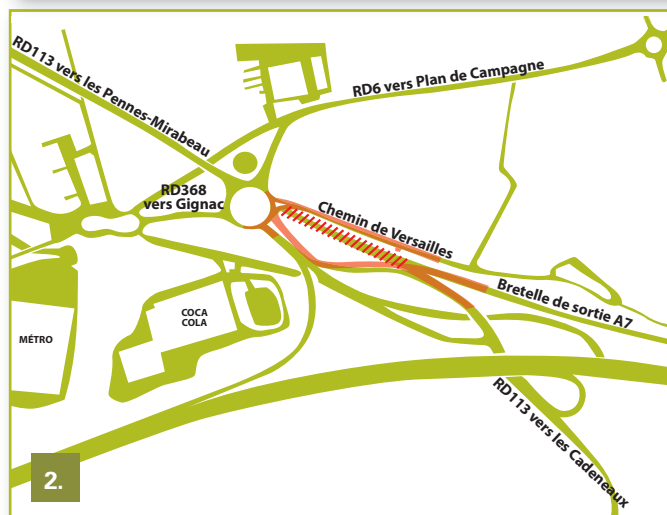 RD113 vers les Pennes-Mirabeau
RD6 vers Plan de Campagne
RD368
vers Gignac
Chemin de Versailles
Bretelle de sortie A7
COCA
COLA
MÉTRO
RD113 vers les Cadeneaux
2.